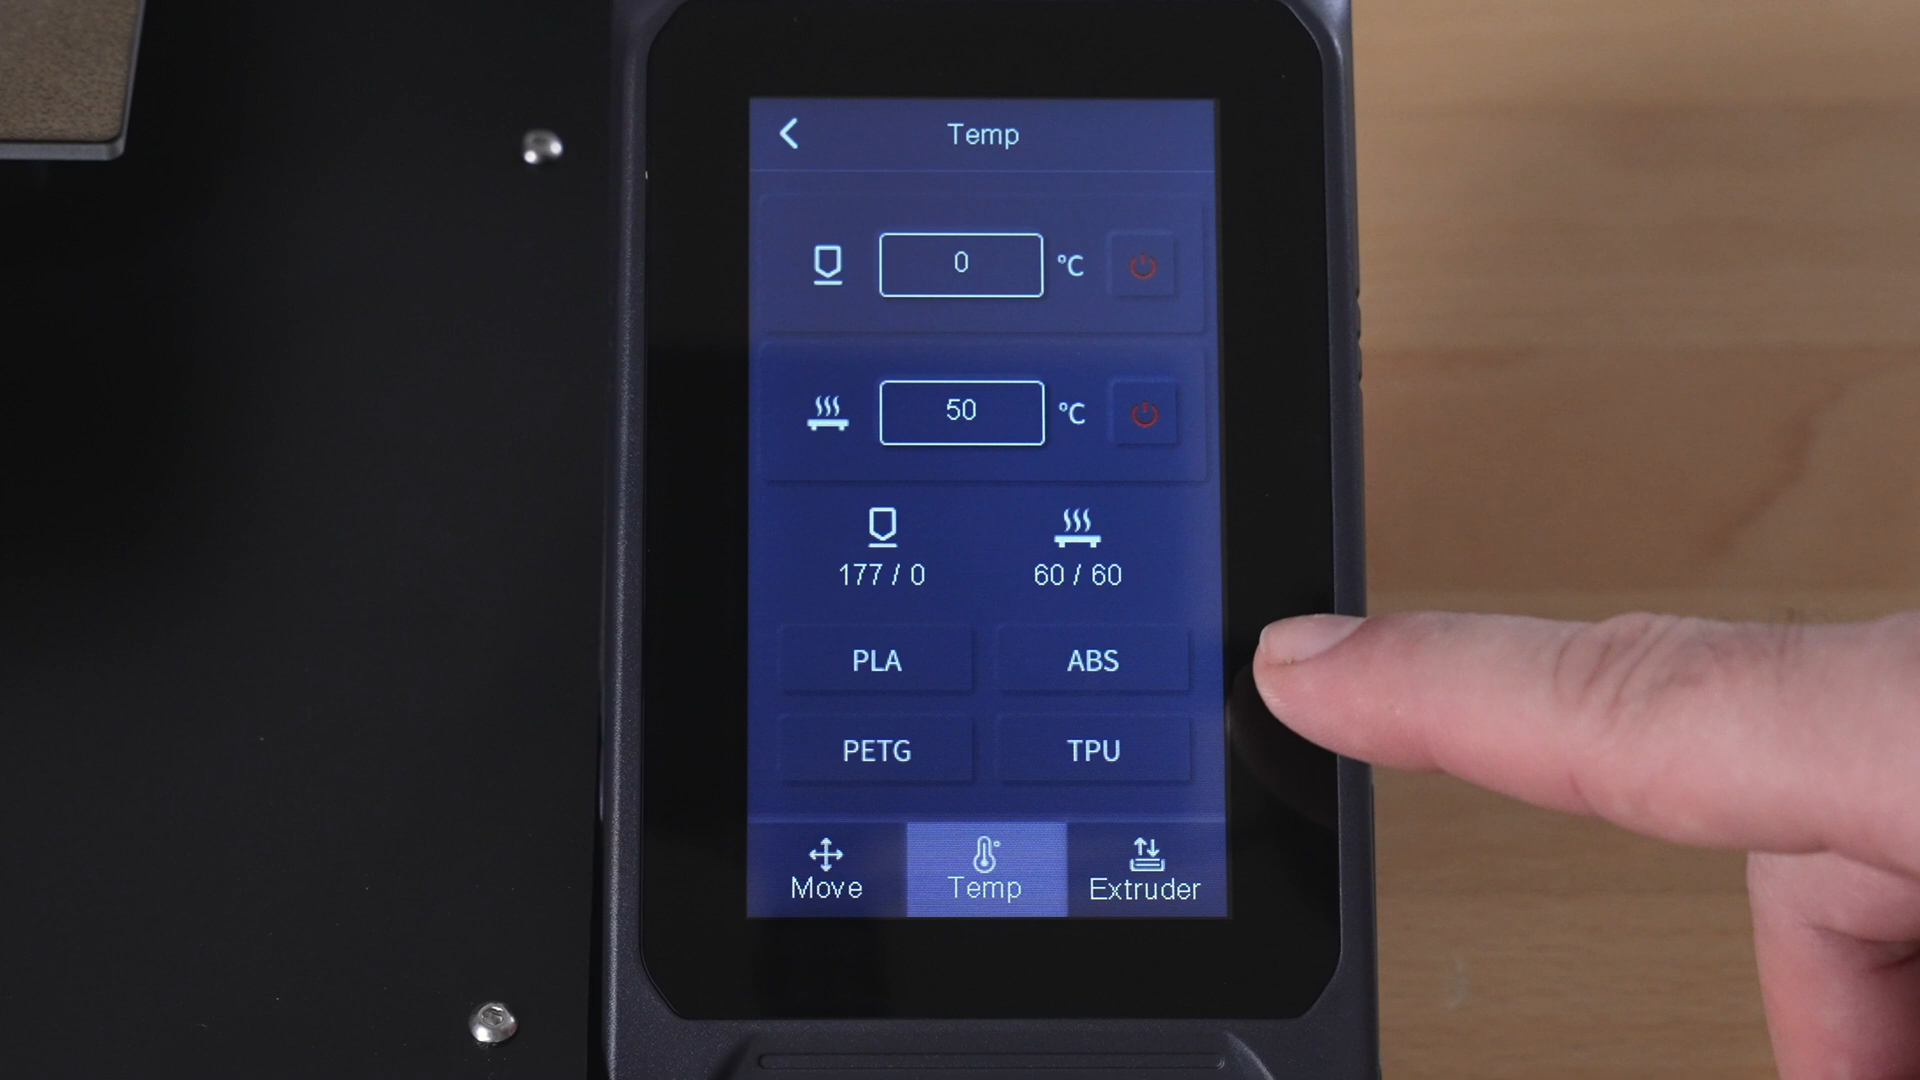 Temp
0 °C
50 °C
177 / 0
60 / 60
PLA
ABS
PETG
TPU
Move
Temp
Extruder